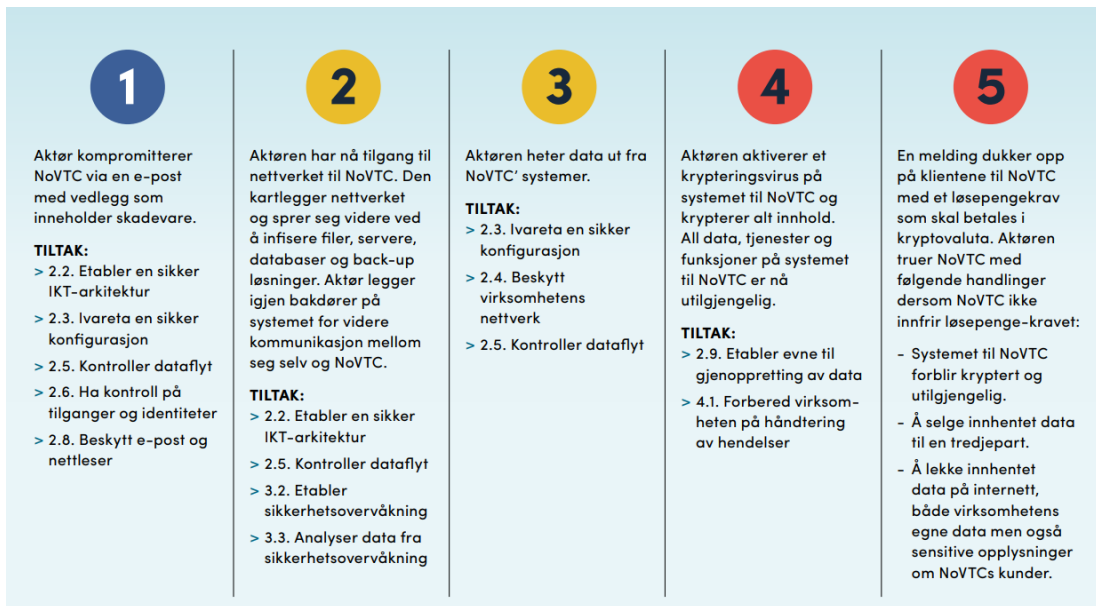 1
Aktør kompromitterer
NoVTC via en e-post
med vedlegg som
inneholder skadevare.
TILTAK:
> 2.2. Etabler en sikker
IKT-arkitektur
> 2.3. Ivareta en sikker
konfigurasjon
> 2.5. Kontroller dataflyt
> 2.6. Ha kontroll på
tilganger og identiteter
> 2.8. Beskytt e-post og
nettleser
2
Aktøren har nå tilgang til
nettverket til NoVTC. Den
kartlegger nettverket
og sprer seg videre ved
å infisere filer, servere,
databaser og back-up
løsninger. Aktør legger
igjen bakdører på
systemet for videre
kommunikasjon mellom
seg selv og NoVTC.
TILTAK:
> 2.2. Etabler en sikker
IKT-arkitektur
> 2.5. Kontroller dataflyt
> 3.2. Etabler
sikkerhetsovervåkning
> 3.3. Analyser data fra
sikkerhetsovervåkning
3
Aktøren heter data ut fra
NoVTC’ systemer.
TILTAK:
> 2.3. Ivareta en sikker
konfigurasjon
> 2.4. Beskytt
virksomhetens
nettverk
> 2.5. Kontroller dataflyt
4
Aktøren aktiverer et
krypteringsvirus på
systemet til NoVTC og
krypterer alt innhold.
All data, tjenester og
funksjoner på systemet
til NoVTC er nå
utilgjengelig.
TILTAK:
> 2.9. Etabler evne til
gjenoppretting av data
> 4.1. Forbered virksom-
heten på håndtering
av hendelser
5
En melding dukker opp
på klientene til NoVTC
med et løsepengekrav
som skal betales i
kryptovaluta. Aktøren
truer NoVTC med
følgende handlinger
dersom NoVTC ikke
innfrir løsepenge-kravet:
- Systemet til NoVTC
forblir kryptert og
utilgjengelig.
- Å selge innhentet data
til en tredjepart.
- Å lekke innhentet
data på internett,
både virksomhetens
egne data men også
sensitive opplysninger
om NoVTCs kunder.